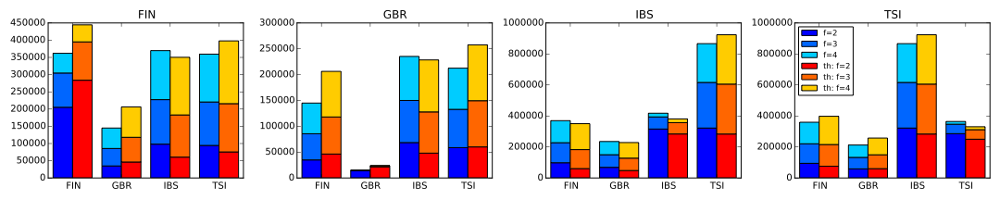 FIN
450000
400000
350000
300000
250000
200000
150000
100000
50000
0
FIN GBR IBS TSI
GBR
300000
250000
200000
150000
100000
50000
0
FIN GBR IBS TSI
IBS
1000000
800000
600000
400000
200000
0
FIN GBR IBS TSI
TSI
1000000
800000
600000
400000
200000
0
FIN GBR IBS TSI
f=2
f=3
f=4
th: f=2
th: f=3
th: f=4